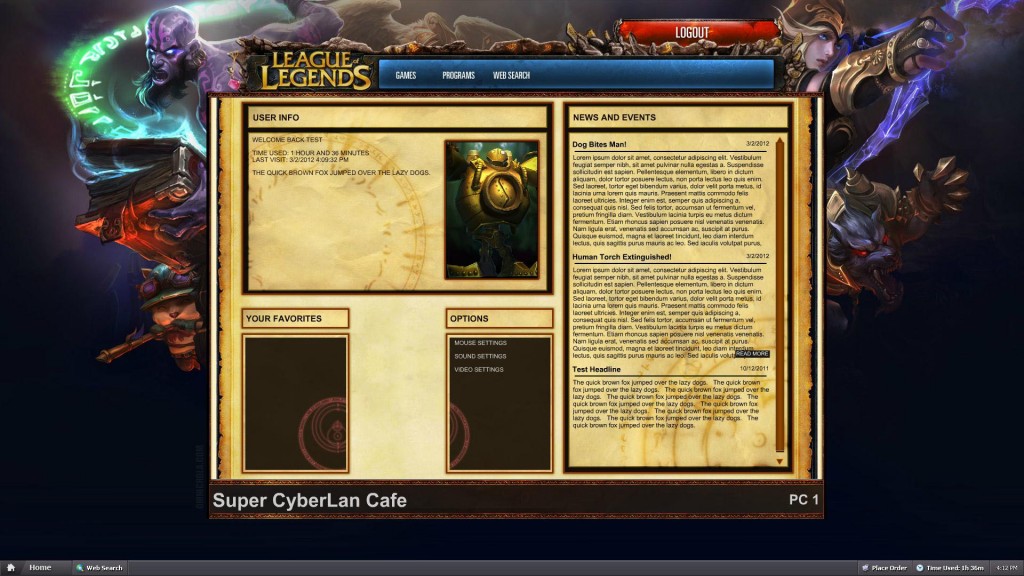 LOGOUT
LEAGUE of LEGENDS
GAMES PROGRAMS WEB SEARCH
USER INFO
WELCOME BACK TEST
TIME USED: 1 HOUR AND 36 MINUTES
LAST VISIT: 3/2/2012 4:09:32 PM
THE QUICK BROWN FOX JUMPED OVER THE LAZY DOGS.
YOUR FAVORITES
OPTIONS
MOUSE SETTINGS
SOUND SETTINGS
VIDEO SETTINGS
NEWS AND EVENTS
Dog Bites Man! 3/2/2012
Lorem ipsum dolor sit amet, consectetur adipiscing elit. Vestibulum
feugiat semper nibh, sit amet pulvinar nulla egestas a. Suspendisse
sollicitudin est sapien. Pellentesque elementum, libero in dictum
aliquam, dolor tortor posuere lectus, non porta lectus leo quis enim.
Sed laoreet, tortor eget bibendum varius, dolor velit porta metus, id
lacinia urna lorem quis mauris. Praesent mattis commodo felis
laoreet ultricies. Integer enim est, semper ac ullamcorper a,
consequat quis nisl. Sed felis tortor, accumsan ut fermentum vel,
pretium fringilla diam. Vestibulum lacinia turpis eu metus dictum
fermentum. Etiam rhoncus sapien posuere nisl venenatis venenatis.
Nam ligula erat, venenatis sed accumsan ac, suscipit at purus.
Quisque euismod, magna et laoreet tincidunt, leo diam interdum
lectus, quis sagittis purus mauris ac leo. Sed iaculis volutpat purus,
Human Torch Extinguished! 3/2/2012
Lorem ipsum dolor sit amet, consectetur adipiscing elit. Vestibulum
feugiat semper nibh, sit amet pulvinar nulla egestas a. Suspendisse
sollicitudin est sapien. Pellentesque elementum, libero in dictum
aliquam, dolor tortor posuere lectus, non porta lectus leo quis enim.
Sed laoreet, tortor eget bibendum varius, dolor velit porta metus, id
lacinia urna lorem quis mauris. Praesent mattis commodo felis
laoreet ultricies. Integer enim est, semper ac ullamcorper a,
consequat quis nisl. Sed felis tortor, accumsan ut fermentum vel,
pretium fringilla diam. Vestibulum lacinia turpis eu metus dictum
fermentum. Etiam rhoncus sapien posuere nisl venenatis venenatis.
Nam ligula erat, venenatis sed accumsan ac, suscipit at purus.
Quisque euismod, magna et laoreet tincidunt, leo diam interdum
lectus, quis sagittis purus mauris ac leo. Sed iaculis volut READ MORE
Test Headline 10/12/2011
The quick brown fox jumped over the lazy dogs. The quick brown
fox jumped over the lazy dogs. The quick brown fox jumped over the
lazy dogs. The quick brown fox jumped over the lazy dogs. The
quick brown fox jumped over the lazy dogs. The quick brown fox
jumped over the lazy dogs. The quick brown fox jumped over the
lazy dogs. The quick brown fox jumped over the lazy dogs. The
quick brown fox jumped over the lazy dogs.
Super CyberLan Cafe PC 1
Home Web Search Place Order Time Used: 1h 36m 4:12 PM